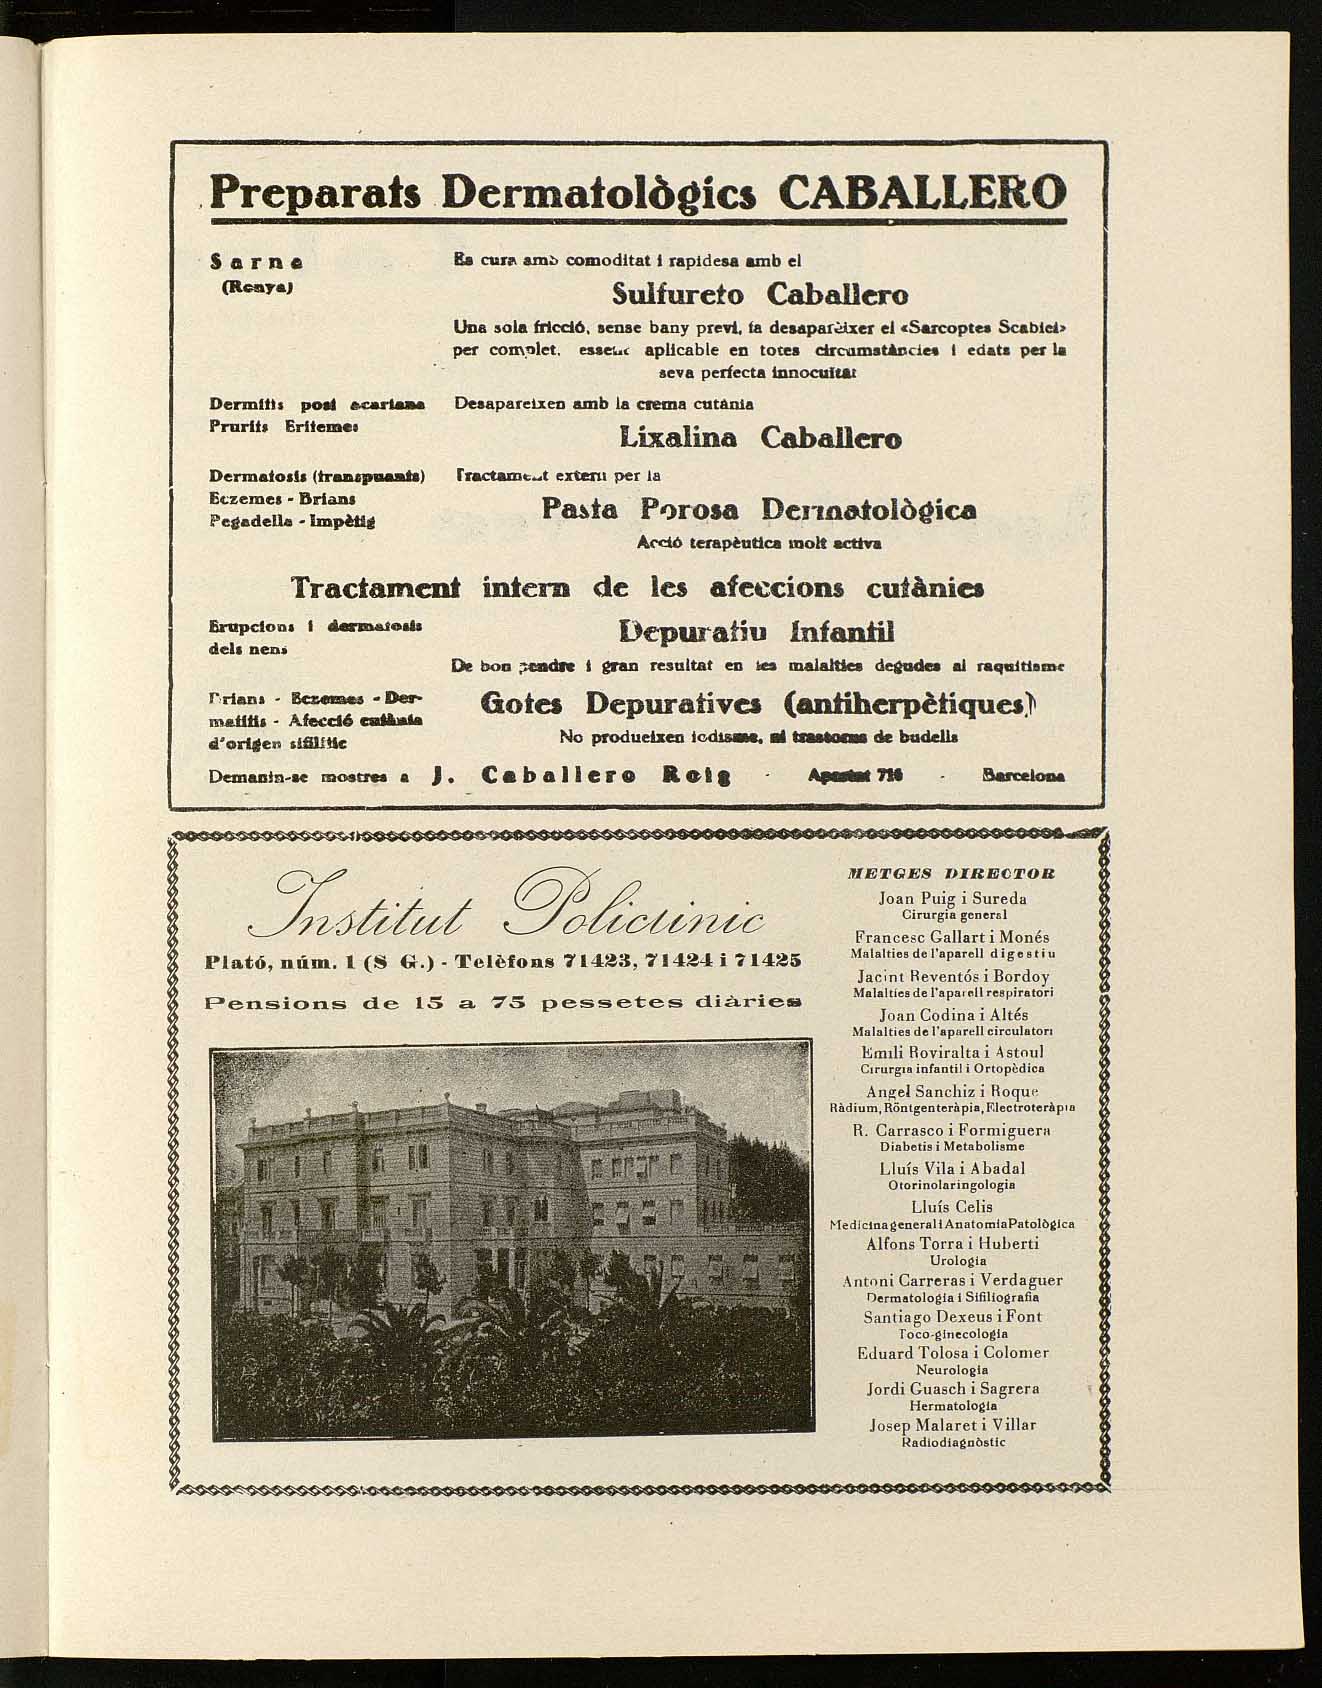 Preparats Dermatològics CABALLERO
Sarna
(Ronya)
Es cura amb comoditat i rapidesa amb el
Sulfureto Caballero
Una sola fricció, sense bany previ, fa desaparèixer el «Sarcoptes Scabiei»
per complet, essent aplicable en totes circumstàncies i edats per la
seva perfecta innocuitat
Dermitis post acariana
Prurits Eritemes
Desapareixen amb la crema cutània
Lixalina Caballero
Dermatosis (transpuants)
Eczemes - Brians
Pegadella - Impètig
Tractament extern per la
Pasta Porosa Dermatològica
Acció terapèutica molt activa
Tractament intern de les afeccions cutànies
Erupcions i dermatosis
dels nens
Depuratiu Infantil
De bon pendre i gran resultat en les malalties degudes al raquitisme
Brians - Eczemes - Der-
matitis - Afecció cutània
d'origen sifilític
Gotes Depuratives (antiherpètiques)
No produeixen iodisme, ni trastorns de budells
Demanin-se mostres a J. Caballero Roig - Apartat 716 - Barcelona
Institut Policlínic
Plató, núm. 1 (S G.) - Telèfons 71423, 71424 i 71425
Pensions de 15 a 75 pessetes diàries
METGES DIRECTOR
Joan Puig i Sureda
Cirurgia general
Francesc Gallart i Monés
Malalties de l'aparell digestiu
Jacint Reventós i Bordoy
Malalties de l'aparell respiratori
Joan Codina i Altés
Malalties de l'aparell circulatori
Emili Roviralta i Astoul
Cirurgia infantil i Ortopèdica
Angel Sanchiz i Roque
Ràdium, Röntgenteràpia, Electroteràpia
R. Carrasco i Formiguera
Diabetis i Metabolisme
Lluís Vila i Abadal
Otorinolaringologia
Lluís Celis
Medicina general i Anatomia Patològica
Alfons Torra i Huberti
Urologia
Antoni Carreras i Verdaguer
Dermatologia i Sifiliografia
Santiago Dexeus i Font
Toco-ginecologia
Eduard Tolosa i Colomer
Neurologia
Jordi Guasch i Sagrera
Hermatologia
Josep Malaret i Villar
Radiodiagnòstic